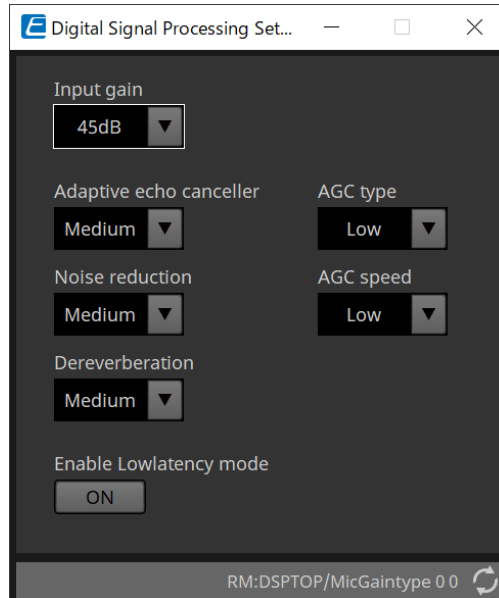 Digital Signal Processing Set...
Input gain
45dB
Adaptive echo canceller
Medium
AGC type
Low
Noise reduction
Medium
AGC speed
Low
Dereverberation
Medium
Enable Lowlatency mode
ON
RM:DSPTOP/MicGaintype 0 0